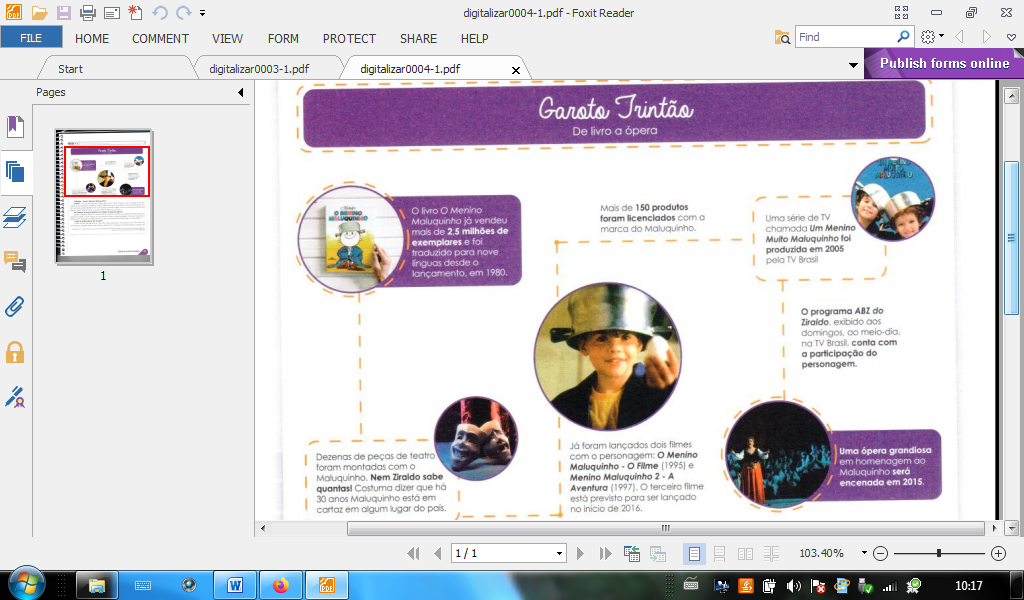 digitalizar0004-1.pdf - Foxit Reader
FILE HOME COMMENT VIEW FORM PROTECT SHARE HELP
Find
Start
digitalizar0003-1.pdf
digitalizar0004-1.pdf
Publish forms online
Pages
1
Garoto Trintão
De livro a ópera
O livro O Menino
Maluquinho já vendeu
mais de 2,5 milhões de
exemplares e foi
traduzido para nove
línguas desde o
lançamento, em 1980.
O MENINO
MALUQUINHO
Mais de 150 produtos
foram licenciados com a
marca do Maluquinho.
Uma série de TV
chamada Um Menino
Muito Maluquinho foi
produzida em 2005
pela TV Brasil
O programa ABZ do
Ziraldo, exibido aos
domingos, ao meio-dia,
na TV Brasil, conta com
a participação do
personagem.
Dezenas de peças de teatro
foram montadas com o
Maluquinho. Nem Ziraldo sabe
quantas! Costuma dizer que há
30 anos Maluquinho está em
cartaz em algum lugar do país.
Já foram lançados dois filmes
com o personagem: O Menino
Maluquinho - O Filme (1995) e
Menino Maluquinho 2 - A
Aventura (1997). O terceiro filme
está previsto para ser lançado
no início de 2016.
Uma ópera grandiosa
em homenagem ao
Maluquinho será
encenada em 2015.
1 / 1
103.40%
10:17